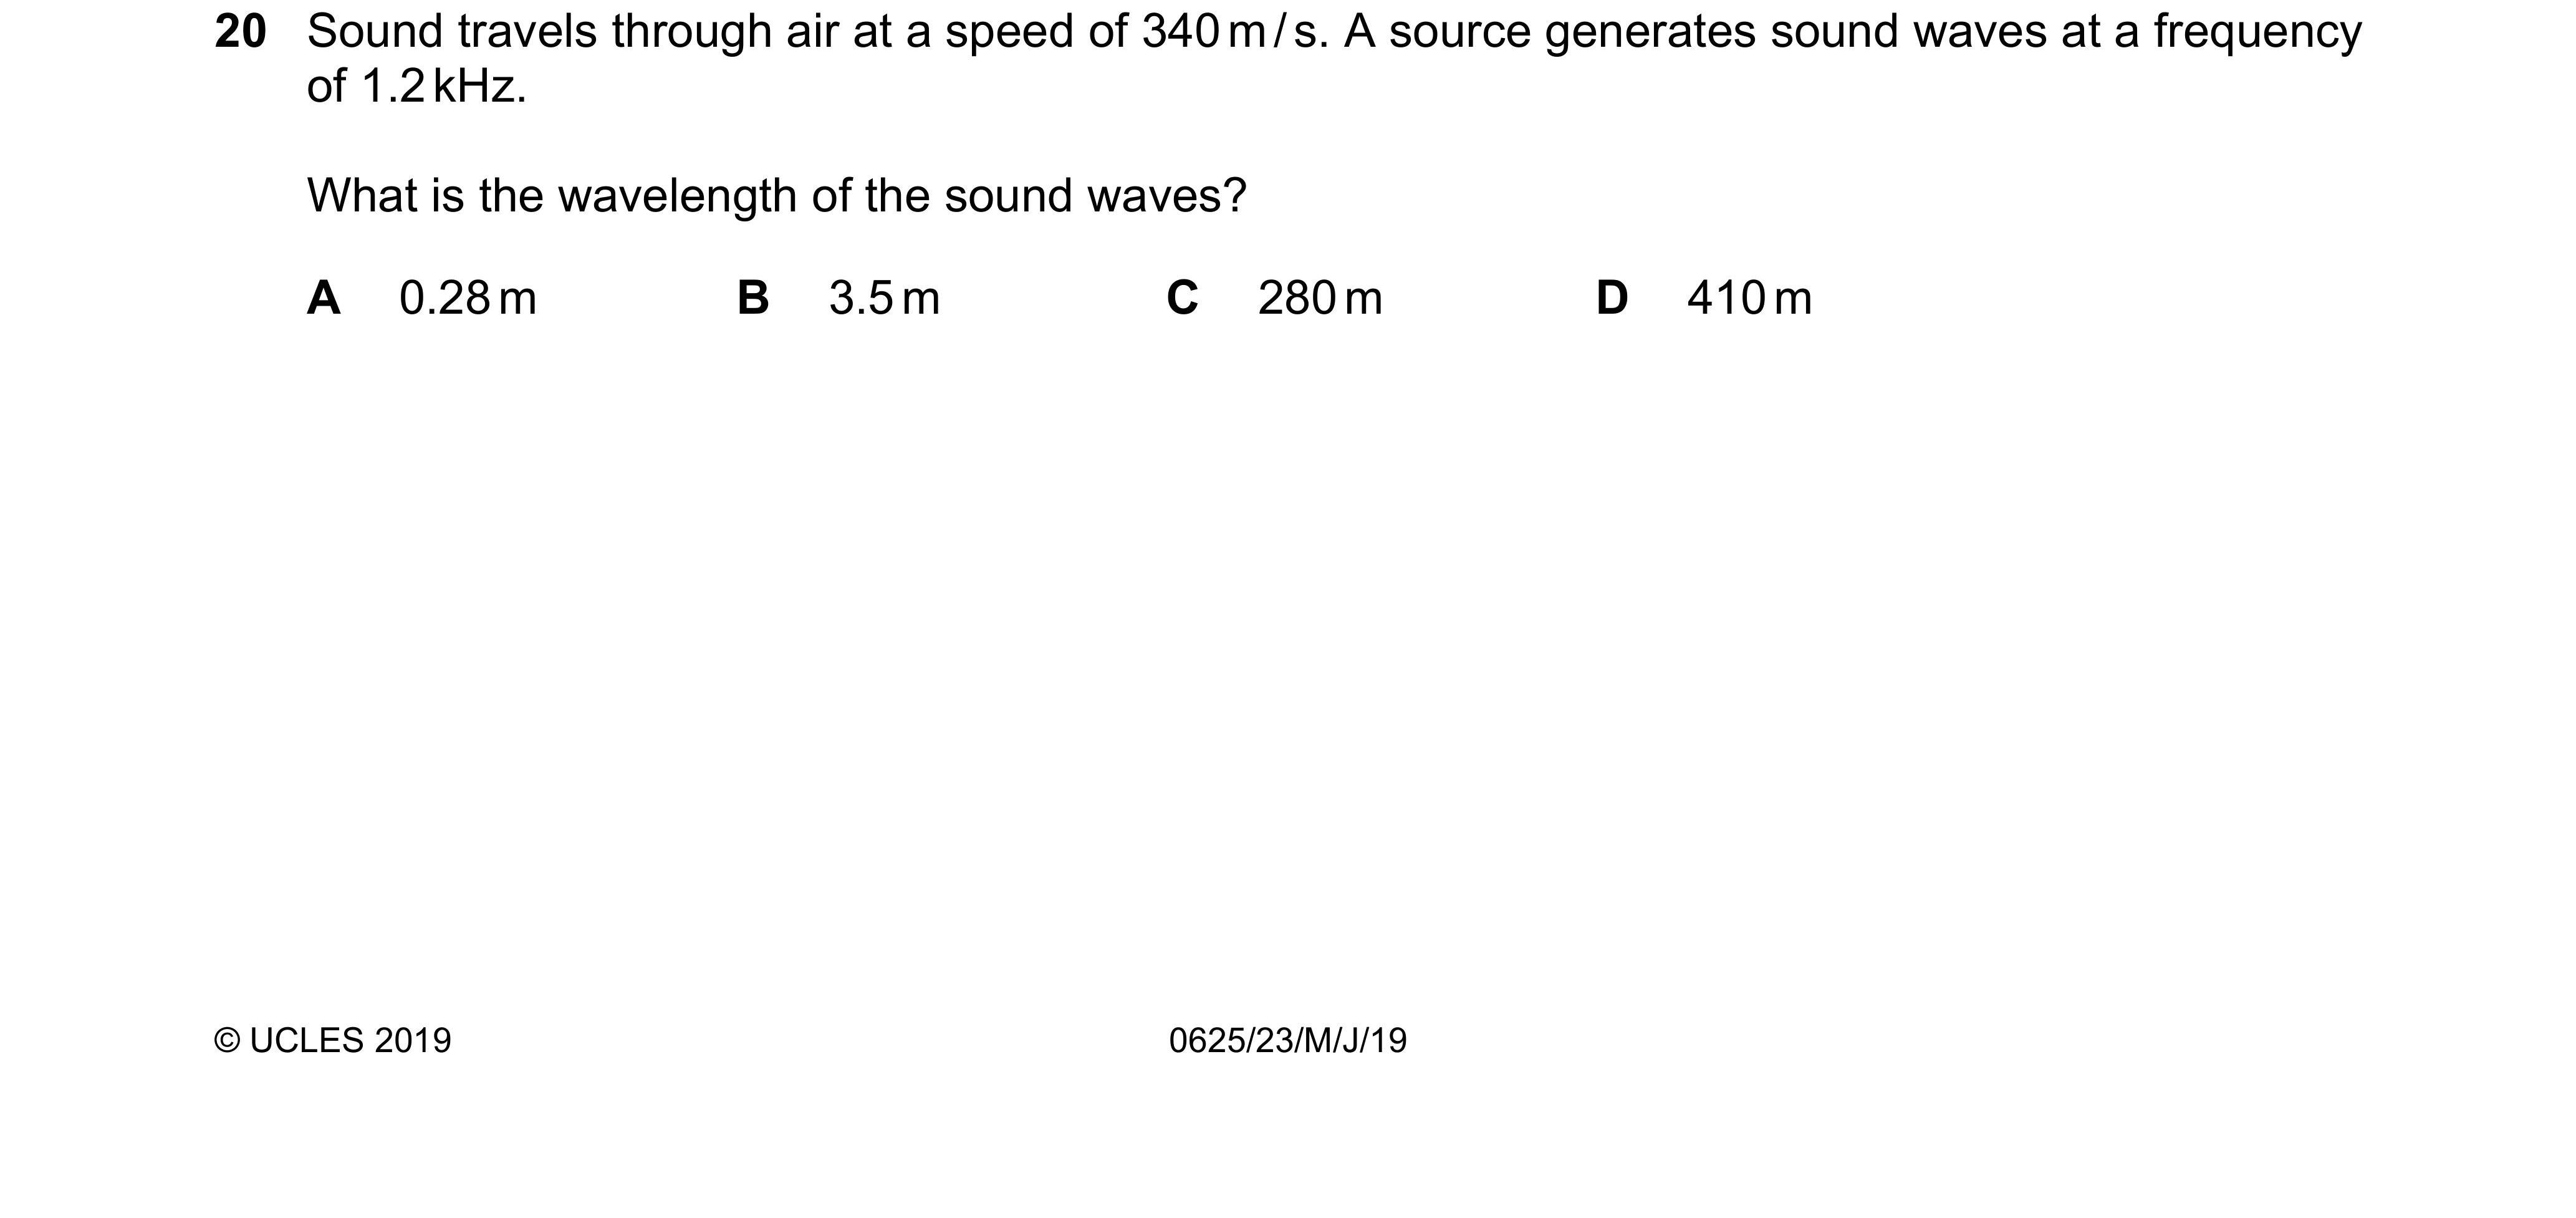 20 Sound travels through air at a speed of 340 m / s. A source generates sound waves at a frequency
of 1.2 kHz.
What is the wavelength of the sound waves?
A 0.28 m B 3.5 m C 280 m D 410 m
© UCLES 2019 0625/23/M/J/19